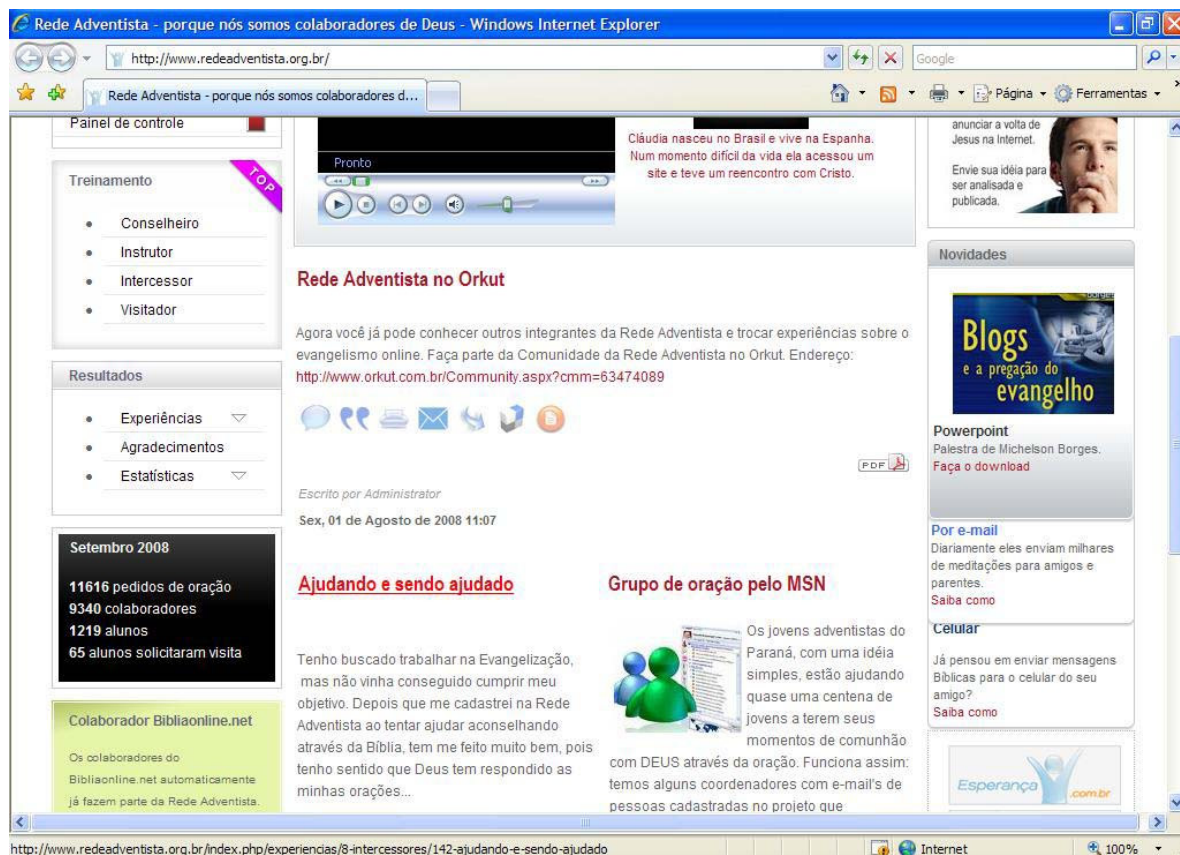 Rede Adventista - porque nós somos colaboradores de Deus - Windows Internet Explorer
http://www.redeadventista.org.br/
Google
Rede Adventista - porque nós somos colaboradores d...
Página
Ferramentas
Painel de controle
Treinamento
TOP
Conselheiro
Instrutor
Intercessor
Visitador
Resultados
Experiências
Agradecimentos
Estatísticas
Setembro 2008
11616 pedidos de oração
9340 colaboradores
1219 alunos
65 alunos solicitaram visita
Colaborador Bibliaonline.net
Os colaboradores do
Bibliaonline.net automaticamente
já fazem parte da Rede Adventista.
Pronto
Cláudia nasceu no Brasil e vive na Espanha.
Num momento difícil da vida ela acessou um
site e teve um reencontro com Cristo.
Rede Adventista no Orkut
Agora você já pode conhecer outros integrantes da Rede Adventista e trocar experiências sobre o
evangelismo online. Faça parte da Comunidade da Rede Adventista no Orkut. Endereço:
http://www.orkut.com.br/Community.aspx?cmm=63474089
PDF
Escrito por Administrator
Sex, 01 de Agosto de 2008 11:07
Ajudando e sendo ajudado
Tenho buscado trabalhar na Evangelização,
mas não vinha conseguido cumprir meu
objetivo. Depois que me cadastrei na Rede
Adventista ao tentar ajudar aconselhando
através da Bíblia, tem me feito muito bem, pois
tenho sentido que Deus tem respondido as
minhas orações...
Grupo de oração pelo MSN
Os jovens adventistas do
Paraná, com uma idéia
simples, estão ajudando
quase uma centena de
jovens a terem seus
momentos de comunhão
com DEUS através da oração. Funciona assim:
temos alguns coordenadores com e-mail's de
pessoas cadastradas no projeto que
anunciar a volta de
Jesus na Internet.
Envie sua idéia para
ser analisada e
publicada.
Novidades
borges
Blogs
e a pregação do
evangelho
Powerpoint
Palestra de Michelson Borges.
Faça o download
Por e-mail
Diariamente eles enviam milhares
de meditações para amigos e
parentes.
Saiba como
Celular
Já pensou em enviar mensagens
Bíblicas para o celular do seu
amigo?
Saiba como
Esperança
.com.br
http://www.redeadventista.org.br/index.php/experiencias/8-intercessores/142-ajudando-e-sendo-ajudado
Internet
100%